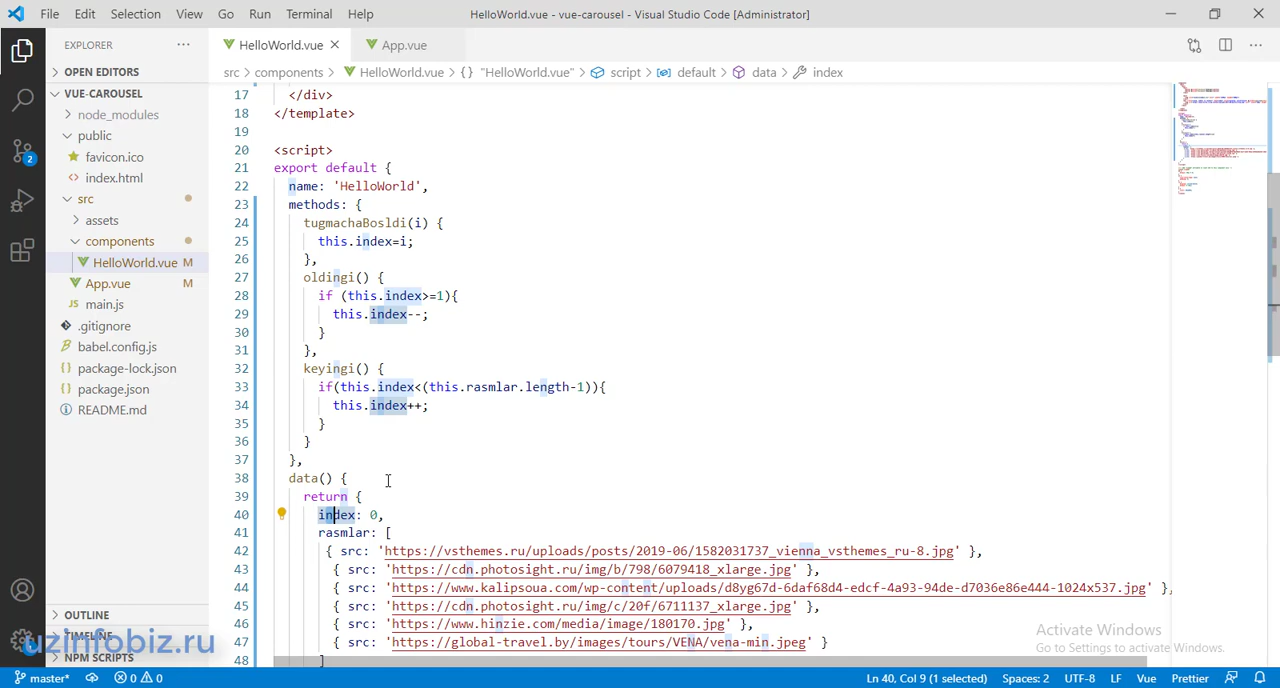 File Edit Selection View Go Run Terminal Help HelloWorld.vue - vue-carousel - Visual Studio Code [Administrator]
EXPLORER
OPEN EDITORS
VUE-CAROUSEL
node_modules
public
favicon.ico
index.html
src
assets
components
HelloWorld.vue M
App.vue M
main.js
.gitignore
babel.config.js
package-lock.json
package.json
README.md
OUTLINE
TIMELINE
NPM SCRIPTS
2
uzinfobiz.ru
HelloWorld.vue App.vue
src > components > HelloWorld.vue > {} "HelloWorld.vue" > script > default > data > index
17 </div>
18 </template>
19
20 <script>
21 export default {
22 name: 'HelloWorld',
23 methods: {
24 tugmachaBosldi(i) {
25 this.index=i;
26 },
27 oldingi() {
28 if (this.index>=1){
29 this.index--;
30 }
31 },
32 keyingi() {
33 if(this.index<(this.rasmlar.length-1)){
34 this.index++;
35 }
36 }
37 },
38 data() {
39 return {
40 index: 0,
41 rasmlar: [
42 { src: 'https://vsthemes.ru/uploads/posts/2019-06/1582031737_vienna_vsthemes_ru-8.jpg' },
43 { src: 'https://cdn.photosight.ru/img/b/798/6079418_xlarge.jpg' },
44 { src: 'https://www.kalipsoua.com/wp-content/uploads/d8yg67d-6daf68d4-edcf-4a93-94de-d7036e86e444-1024x537.jpg' },
45 { src: 'https://cdn.photosight.ru/img/c/20f/6711137_xlarge.jpg' },
46 { src: 'https://www.hinzie.com/media/image/180170.jpg' },
47 { src: 'https://global-travel.by/images/tours/VENA/vena-min.jpeg' }
48 ]
Activate Windows
Go to Settings to activate Windows.
master* 0 0 Ln 40, Col 9 (1 selected) Spaces: 2 UTF-8 LF Vue Prettier